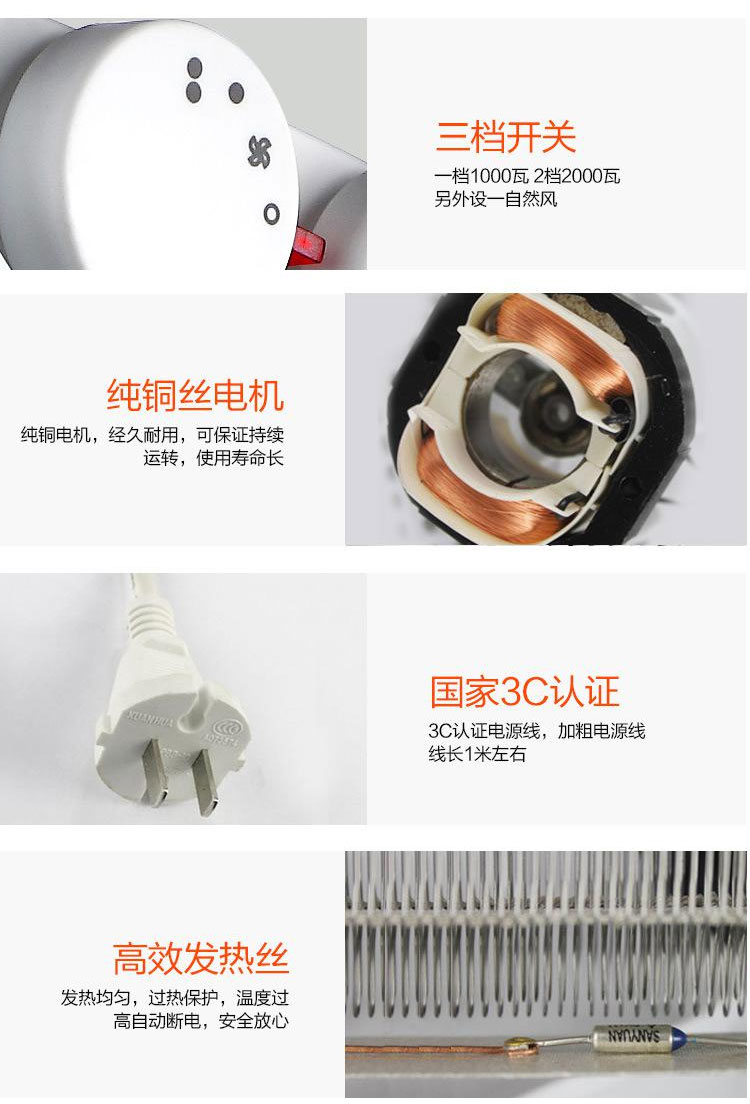 三档开关
一档1000瓦 2档2000瓦
另外设一自然风
纯铜丝电机
纯铜电机，经久耐用，可保证持续
运转，使用寿命长
XUANHUA
国家3C认证
3C认证电源线，加粗电源线
线长1米左右
高效发热丝
发热均匀，过热保护，温度过
高自动断电，安全放心
SANYUAN